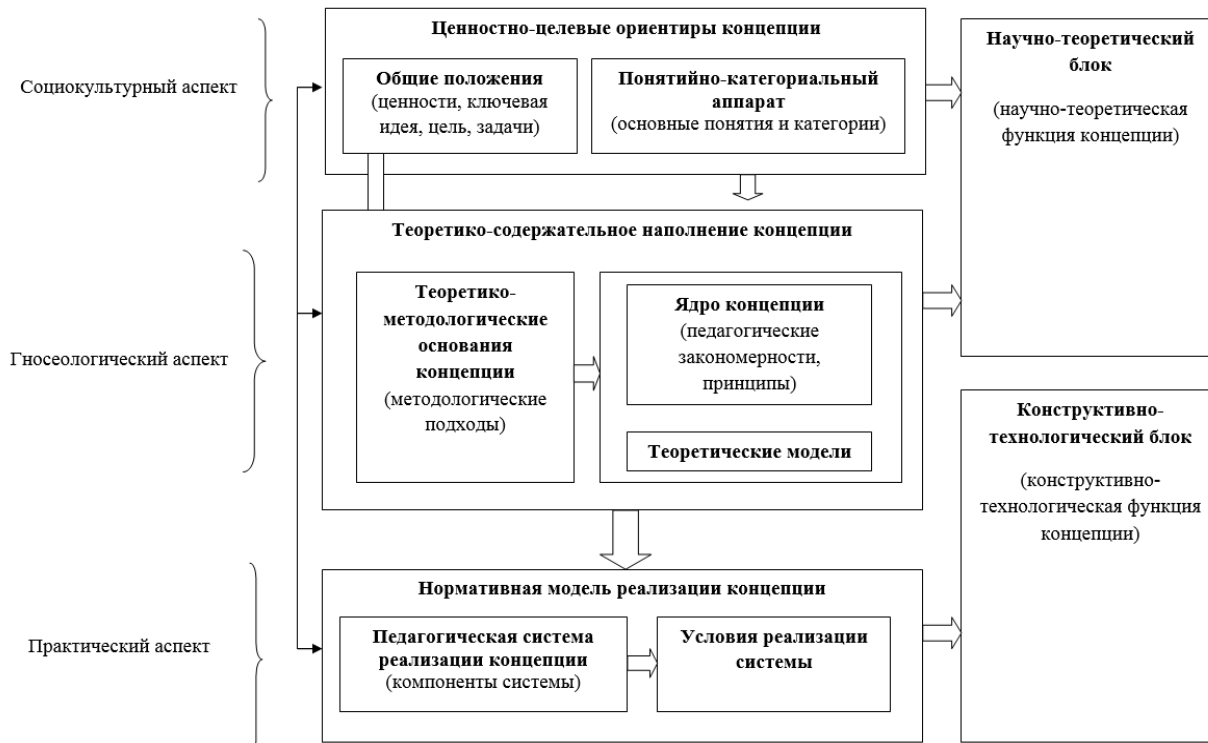 Социокультурный аспект
Ценностно-целевые ориентиры концепции
Общие положения
(ценности, ключевая
идея, цель, задачи)
Понятийно-категориальный
аппарат
(основные понятия и категории)
Научно-теоретический
блок
(научно-теоретическая
функция концепции)
Гносеологический аспект
Теоретико-содержательное наполнение концепции
Теоретико-
методологические
основания
концепции
(методологические
подходы)
Ядро концепции
(педагогические
закономерности,
принципы)
Теоретические модели
Конструктивно-
технологический блок
(конструктивно-
технологическая функция
концепции)
Практический аспект
Нормативная модель реализации концепции
Педагогическая система
реализации концепции
(компоненты системы)
Условия реализации
системы